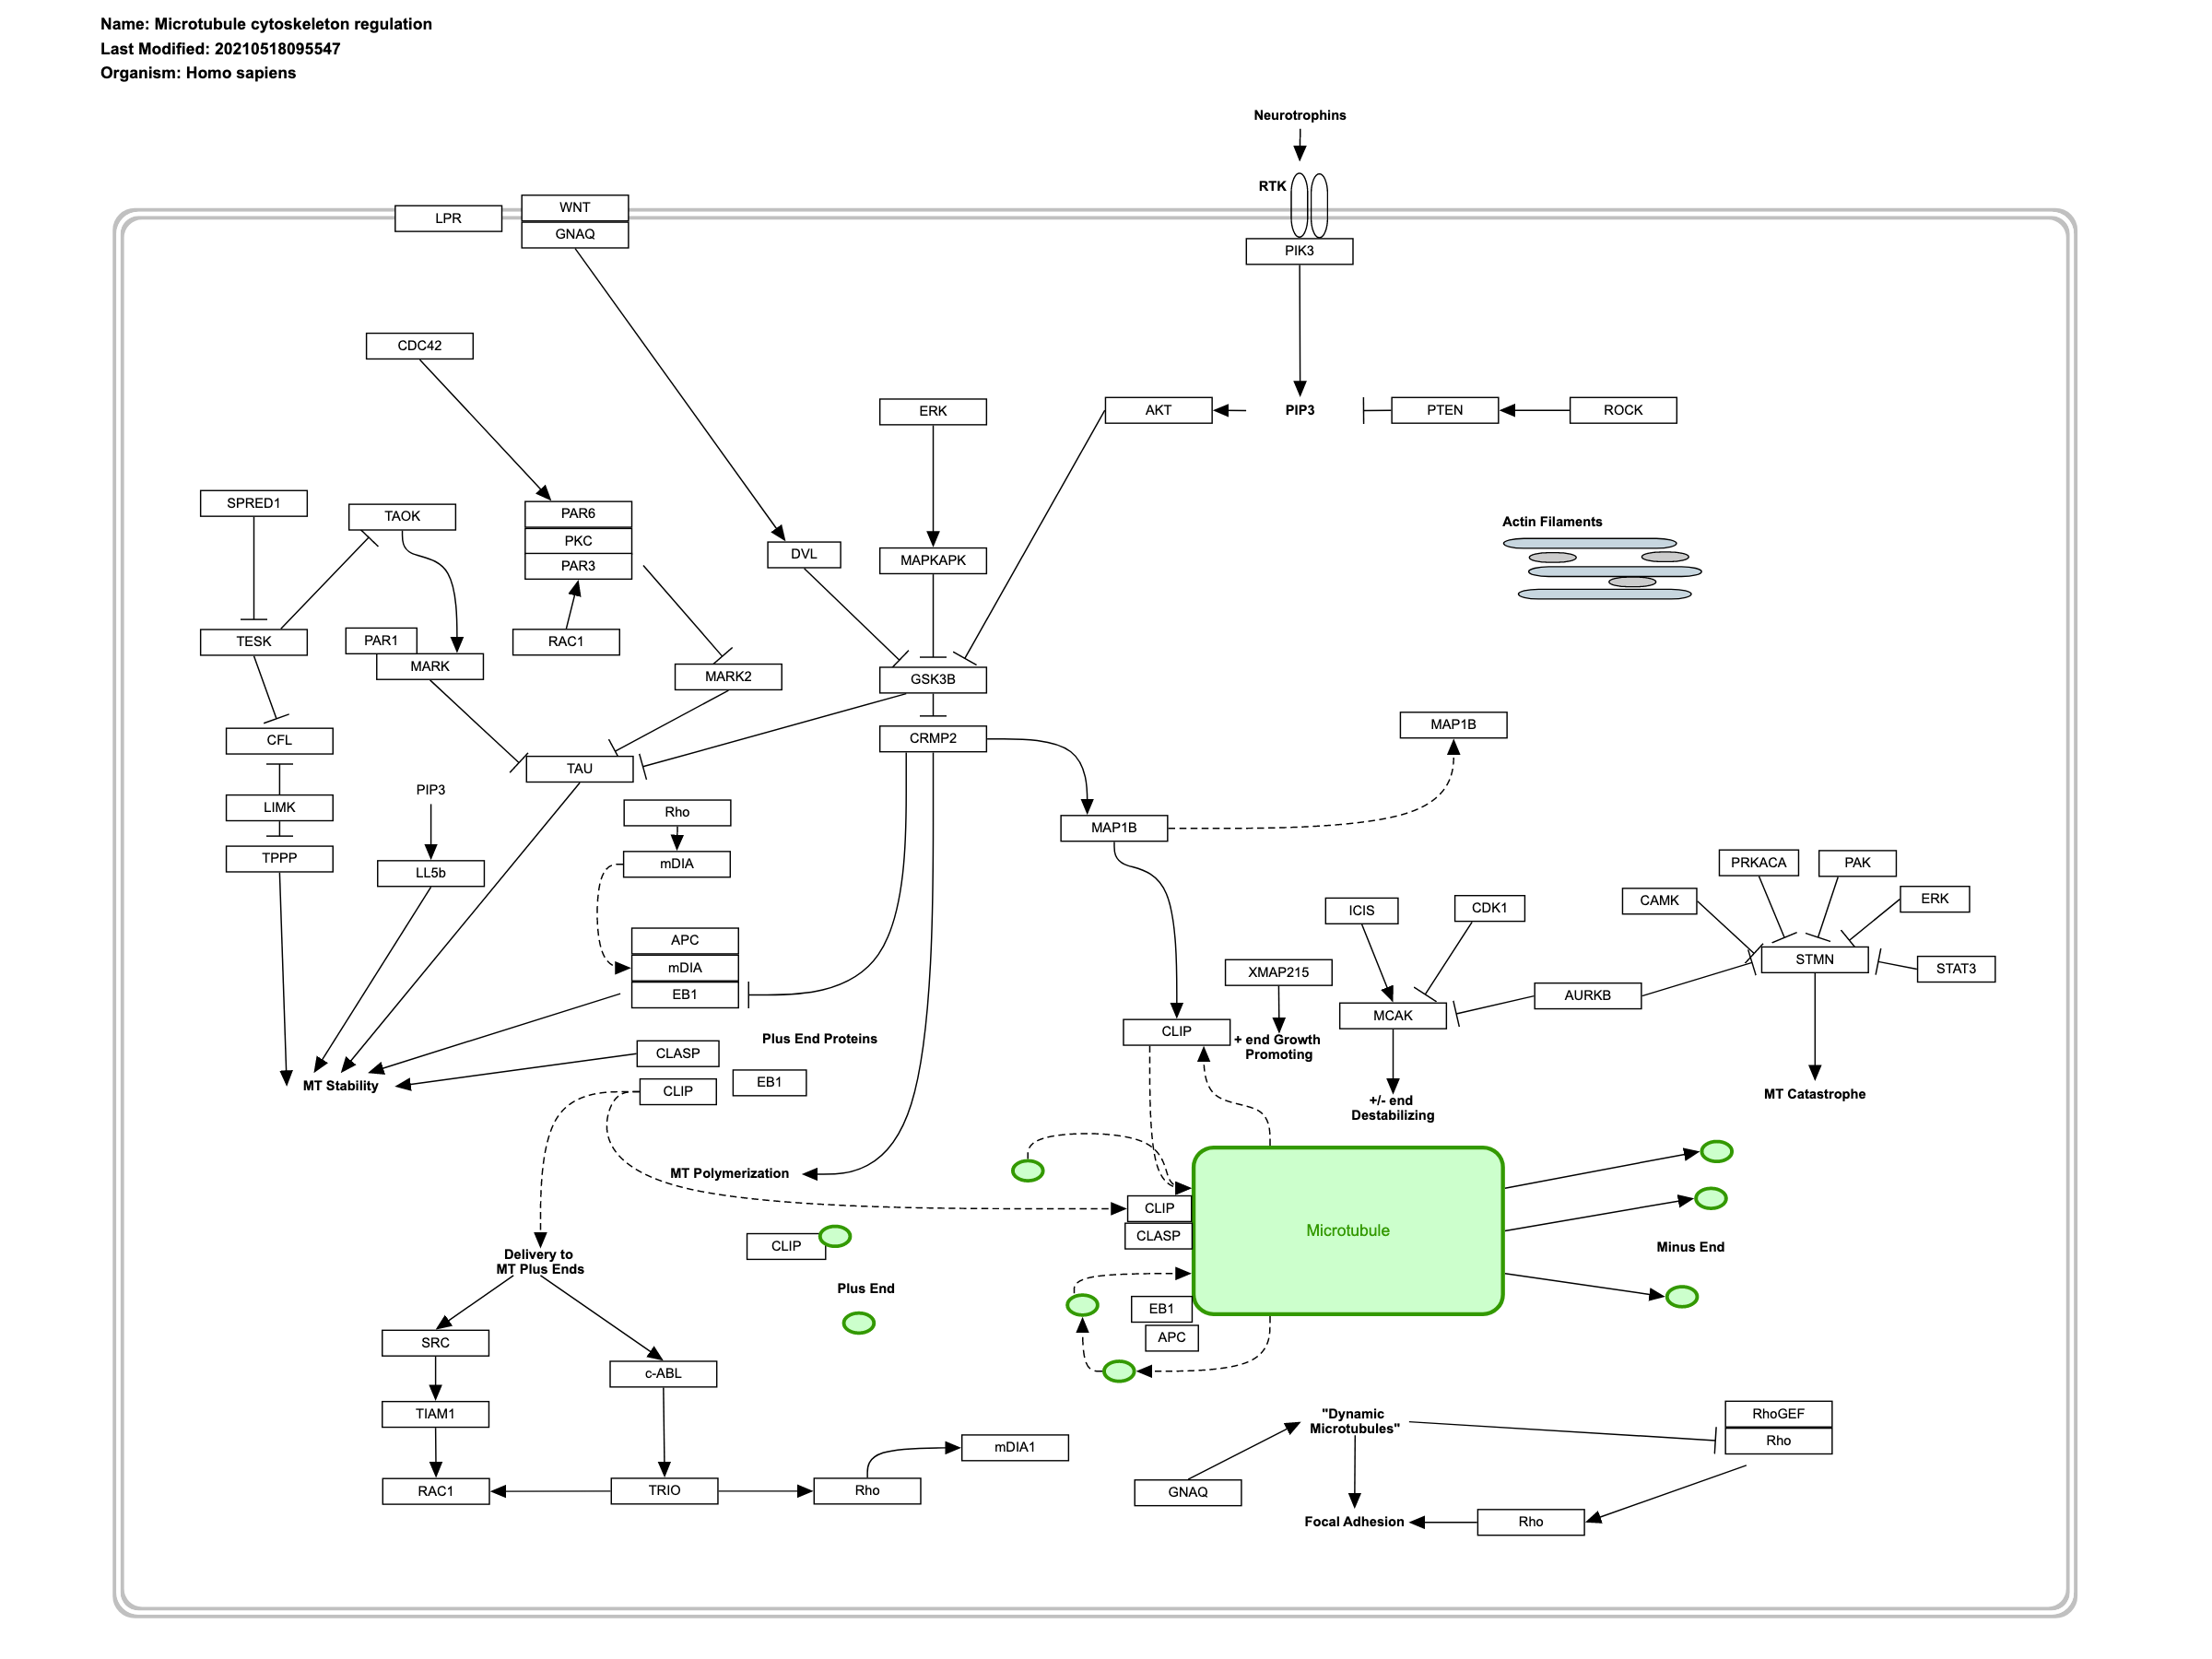 Name: Microtubule cytoskeleton regulation
Last Modified: 20210518095547
Organism: Homo sapiens
Neurotrophins
RTK
LPR
WNT
GNAQ
PIK3
CDC42
ERK
AKT
PIP3
PTEN
ROCK
SPRED1
TAOK
PAR6
PKC
PAR3
DVL
MAPKAPK
Actin Filaments
TESK
PAR1
MARK
RAC1
MARK2
GSK3B
CFL
TAU
CRMP2
MAP1B
LIMK
PIP3
Rho
MAP1B
TPPP
LL5b
mDIA
PRKACA
PAK
CAMK
ERK
ICIS
CDK1
APC
mDIA
EB1
XMAP215
STMN
STAT3
AURKB
MCAK
Plus End Proteins
CLIP
+ end Growth
Promoting
CLASP
MT Stability
CLIP
EB1
+/- end
Destabilizing
MT Catastrophe
MT Polymerization
CLIP
CLASP
Microtubule
CLIP
Delivery to
MT Plus Ends
Minus End
Plus End
EB1
APC
SRC
c-ABL
TIAM1
"Dynamic
Microtubules"
RhoGEF
Rho
mDIA1
RAC1
TRIO
Rho
GNAQ
Focal Adhesion
Rho